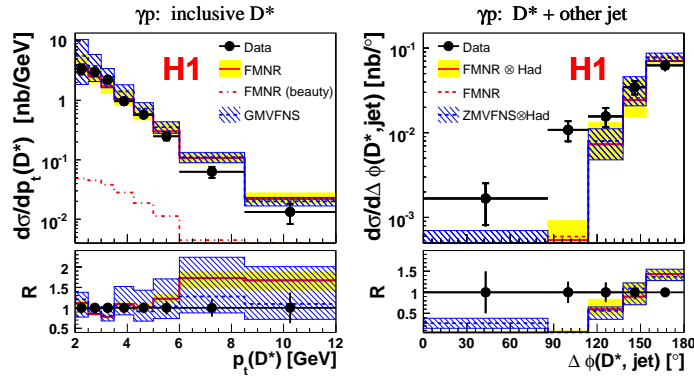 γp: inclusive D*
dσ/dp_t(D*) [nb/GeV]
10
1
10⁻¹
10⁻²
Data
FMNR
FMNR (beauty)
GMVFNS
H1
R
2
1.5
1
0.5
2 4 6 8 10 12
p_t(D*) [GeV]
γp: D* + other jet
dσ/dΔ φ(D*,jet) [nb/°]
10⁻¹
10⁻²
10⁻³
Data
FMNR ⊗ Had
FMNR
ZMVFNS⊗Had
H1
R
1.5
1.0
0.5
0 30 60 90 120 150 180
Δ φ(D*, jet) [°]